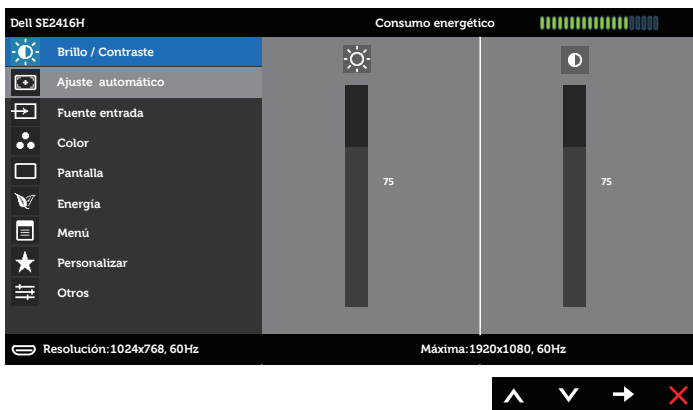 Dell SE2416H Consumo energético
Brillo / Contraste
Ajuste automático
Fuente entrada
Color
Pantalla
Energía
Menú
Personalizar
Otros
75 75
Resolución:1024x768, 60Hz Máxima:1920x1080, 60Hz